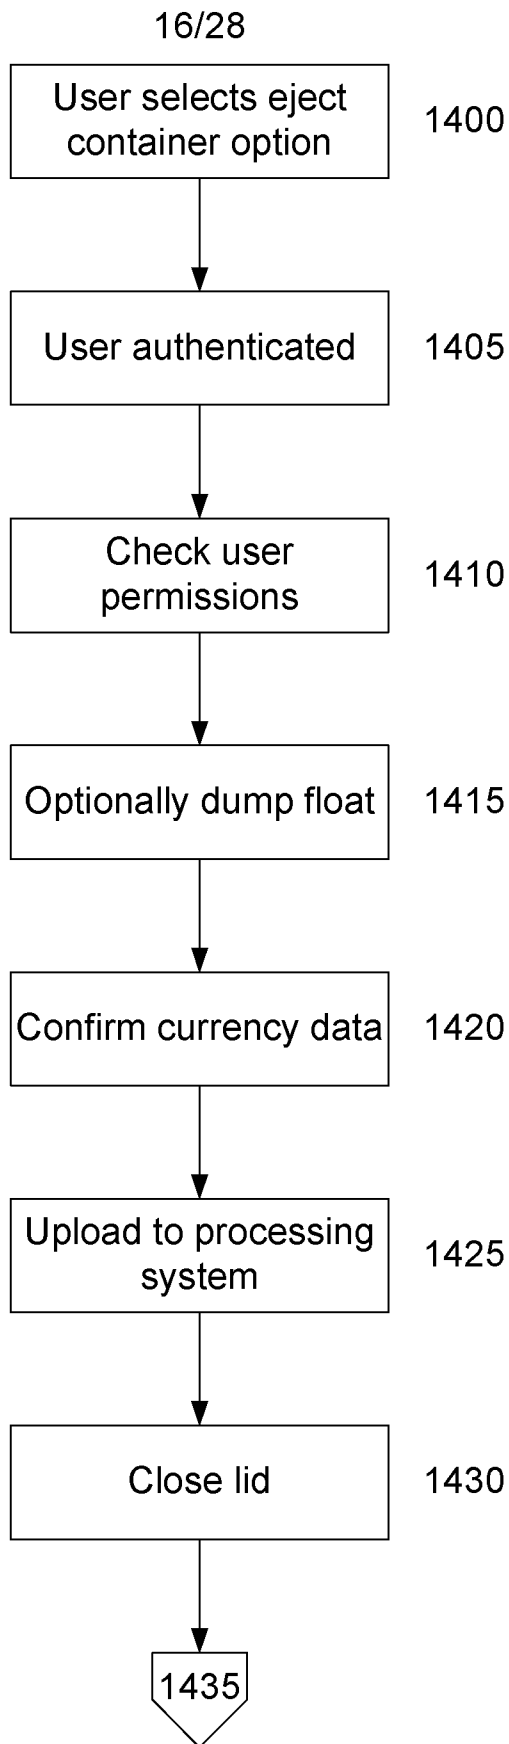 16/28
User selects eject
container option
1400
User authenticated
1405
Check user
permissions
1410
Optionally dump float
1415
Confirm currency data
1420
Upload to processing
system
1425
Close lid
1430
1435